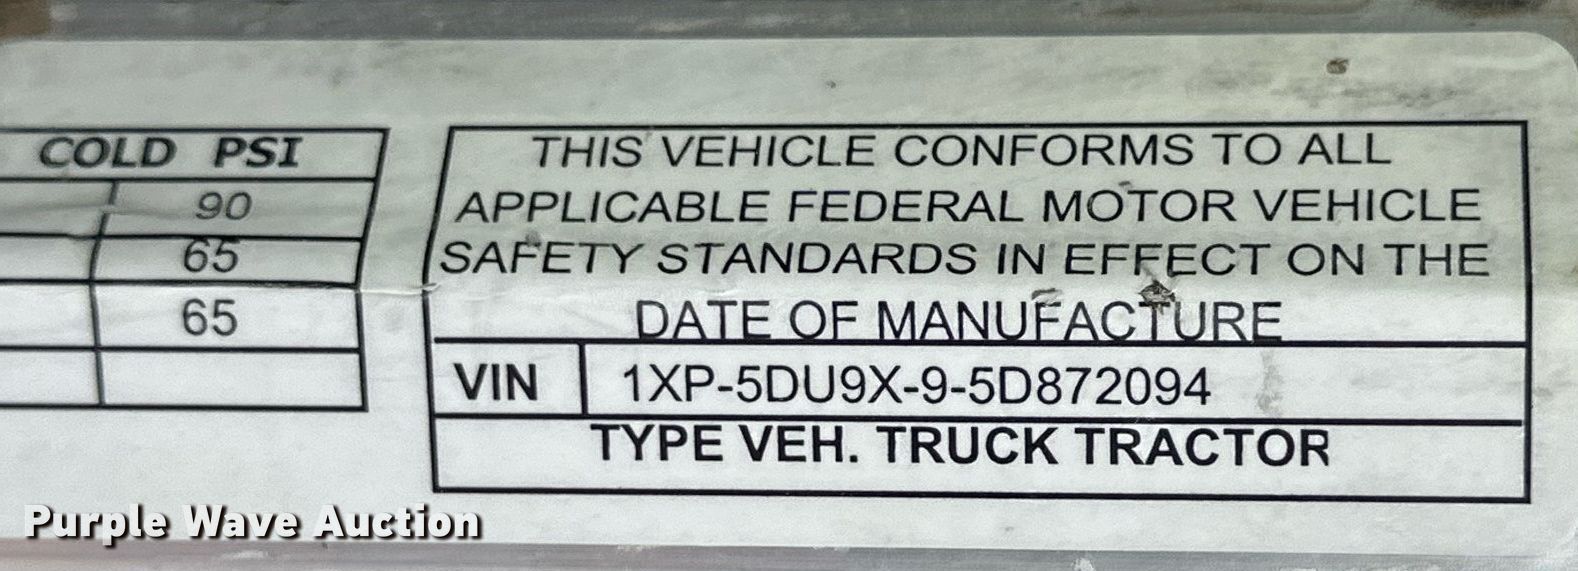 COLD PSI
90
65
65
THIS VEHICLE CONFORMS TO ALL
APPLICABLE FEDERAL MOTOR VEHICLE
SAFETY STANDARDS IN EFFECT ON THE
DATE OF MANUFACTURE
VIN 1XP-5DU9X-9-5D872094
TYPE VEH. TRUCK TRACTOR
Purple Wave Auction